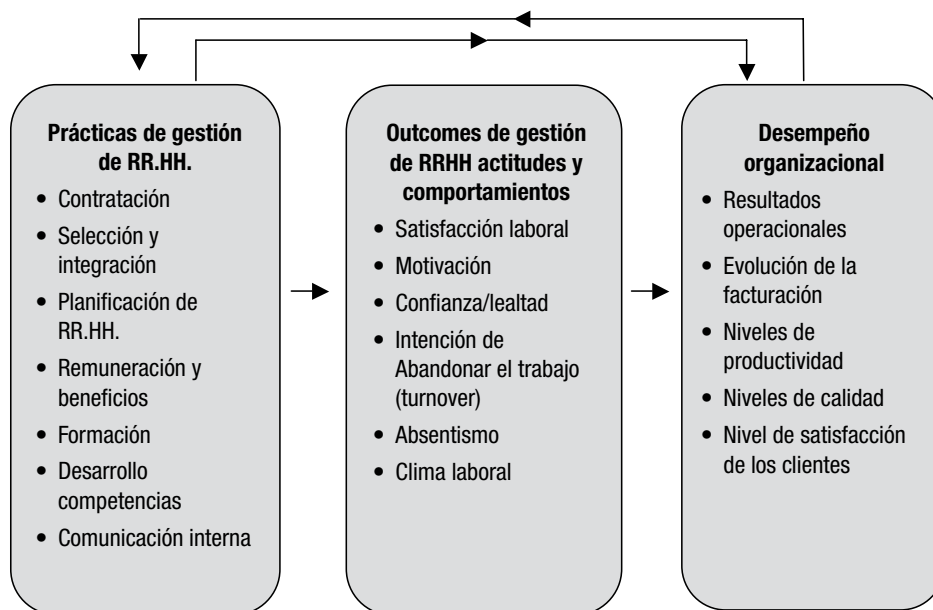 Prácticas de gestión
de RR.HH.
• Contratación
• Selección y
integración
• Planificación de
RR.HH.
• Remuneración y
beneficios
• Formación
• Desarrollo
competencias
• Comunicación interna
Outcomes de gestión
de RRHH actitudes y
comportamientos
• Satisfacción laboral
• Motivación
• Confianza/lealtad
• Intención de
Abandonar el trabajo
(turnover)
• Absentismo
• Clima laboral
Desempeño
organizacional
• Resultados
operacionales
• Evolución de la
facturación
• Niveles de
productividad
• Niveles de calidad
• Nivel de satisfacción
de los clientes